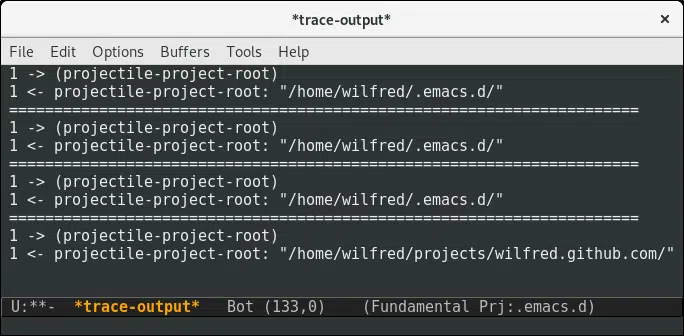 *trace-output*
×
File Edit Options Buffers Tools Help
1 -> (projectile-project-root)
1 <- projectile-project-root: "/home/wilfred/.emacs.d/"
======================================================================
1 -> (projectile-project-root)
1 <- projectile-project-root: "/home/wilfred/.emacs.d/"
======================================================================
1 -> (projectile-project-root)
1 <- projectile-project-root: "/home/wilfred/.emacs.d/"
======================================================================
1 -> (projectile-project-root)
1 <- projectile-project-root: "/home/wilfred/projects/wilfred.github.com/"
U:**-  *trace-output*   Bot (133,0)    (Fundamental Prj:.emacs.d)